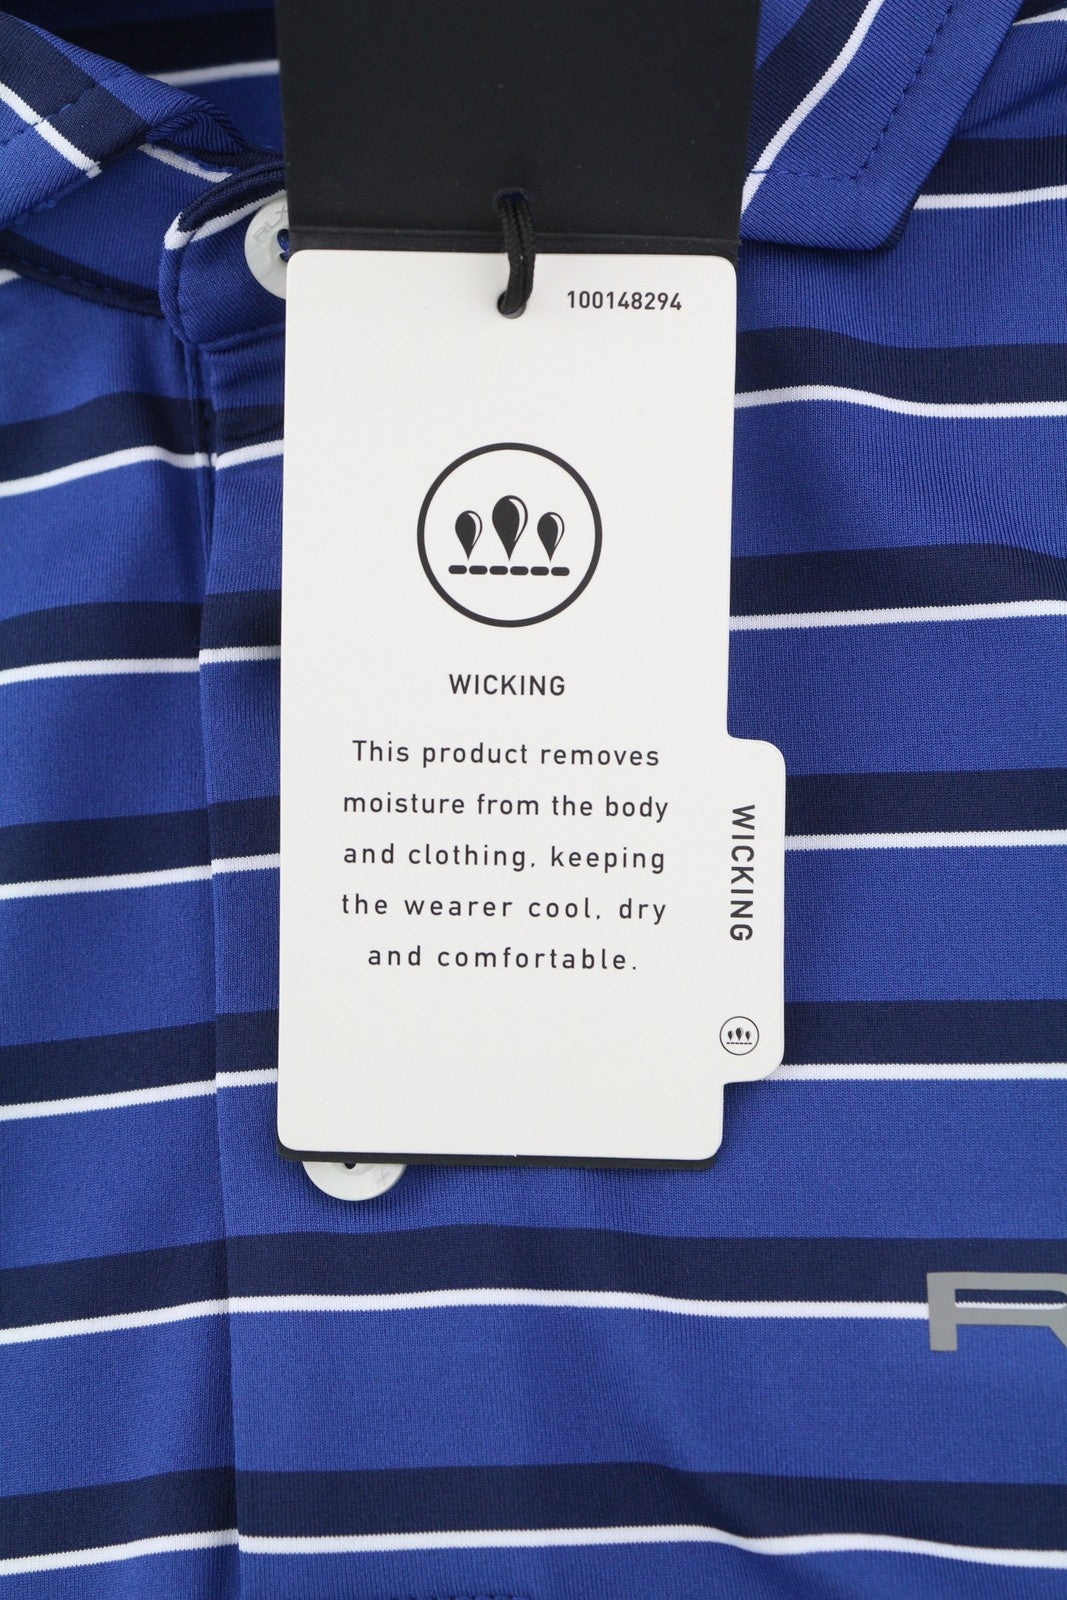 100148294
WICKING
This product removes
moisture from the body
and clothing, keeping
the wearer cool, dry
and comfortable.
WICKING
R